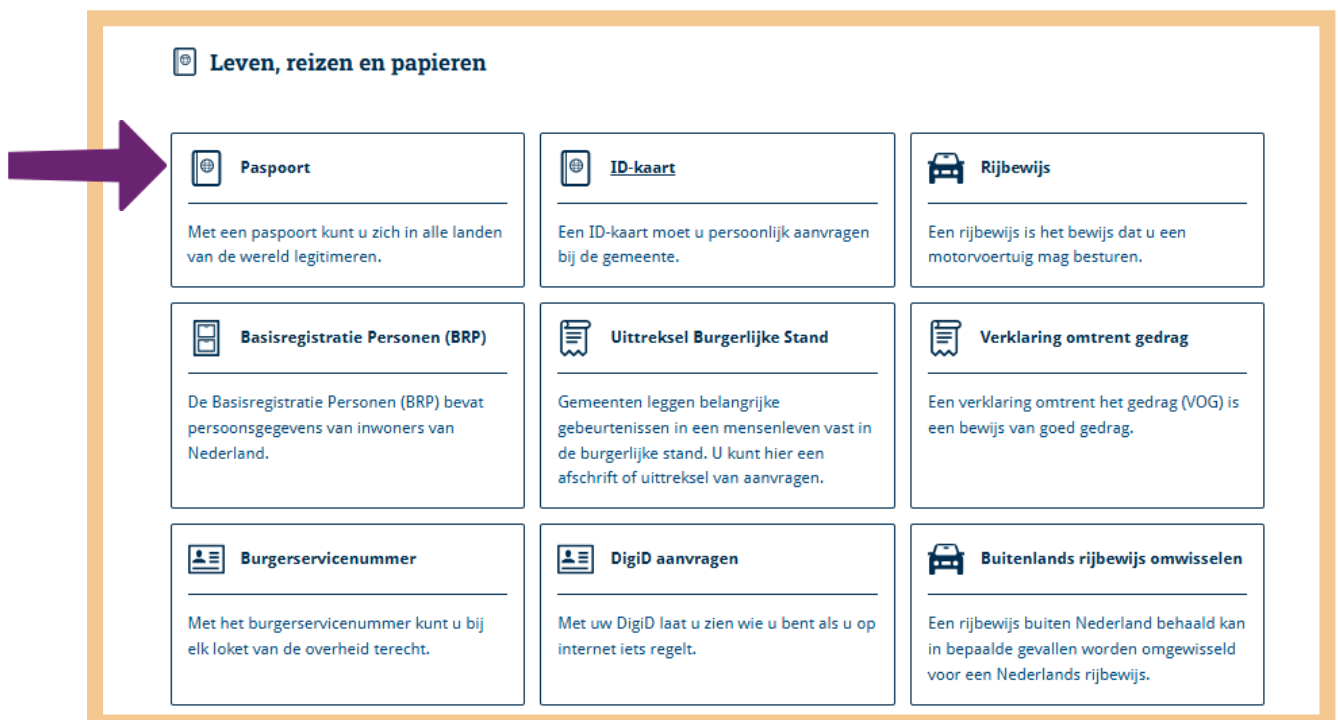 Leven, reizen en papieren
Paspoort
Met een paspoort kunt u zich in alle landen
van de wereld legitimeren.
ID-kaart
Een ID-kaart moet u persoonlijk aanvragen
bij de gemeente.
Rijbewijs
Een rijbewijs is het bewijs dat u een
motorvoertuig mag besturen.
Basisregistratie Personen (BRP)
De Basisregistratie Personen (BRP) bevat
persoonsgegevens van inwoners van
Nederland.
Uittreksel Burgerlijke Stand
Gemeenten leggen belangrijke
gebeurtenissen in een mensenleven vast in
de burgerlijke stand. U kunt hier een
afschrift of uittreksel van aanvragen.
Verklaring omtrent gedrag
Een verklaring omtrent het gedrag (VOG) is
een bewijs van goed gedrag.
Burgerservicenummer
Met het burgerservicenummer kunt u bij
elk loket van de overheid terecht.
DigiD aanvragen
Met uw DigiD laat u zien wie u bent als u op
internet iets regelt.
Buitenlands rijbewijs omwisselen
Een rijbewijs buiten Nederland behaald kan
in bepaalde gevallen worden omgewisseld
voor een Nederlands rijbewijs.